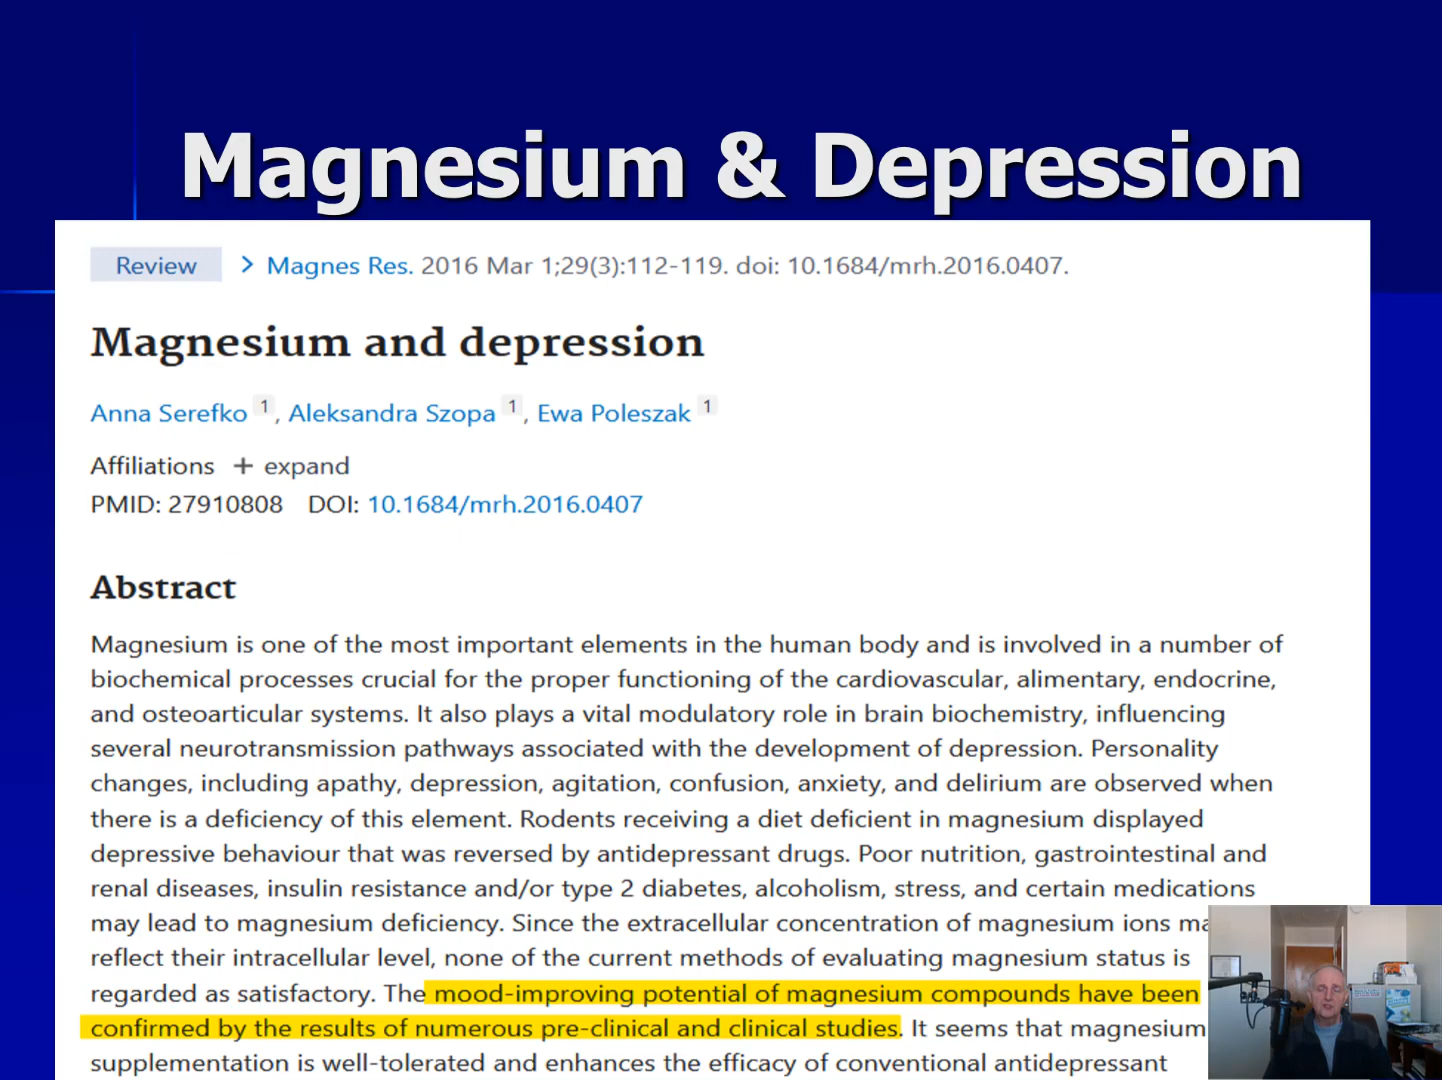 Magnesium & Depression
Review > Magnes Res. 2016 Mar 1;29(3):112-119. doi: 10.1684/mrh.2016.0407.
Magnesium and depression
Anna Serefko 1, Aleksandra Szopa 1, Ewa Poleszak 1
Affiliations + expand
PMID: 27910808 DOI: 10.1684/mrh.2016.0407
Abstract
Magnesium is one of the most important elements in the human body and is involved in a number of
biochemical processes crucial for the proper functioning of the cardiovascular, alimentary, endocrine,
and osteoarticular systems. It also plays a vital modulatory role in brain biochemistry, influencing
several neurotransmission pathways associated with the development of depression. Personality
changes, including apathy, depression, agitation, confusion, anxiety, and delirium are observed when
there is a deficiency of this element. Rodents receiving a diet deficient in magnesium displayed
depressive behaviour that was reversed by antidepressant drugs. Poor nutrition, gastrointestinal and
renal diseases, insulin resistance and/or type 2 diabetes, alcoholism, stress, and certain medications
may lead to magnesium deficiency. Since the extracellular concentration of magnesium ions
reflect their intracellular level, none of the current methods of evaluating magnesium status is
regarded as satisfactory. The mood-improving potential of magnesium compounds have been
confirmed by the results of numerous pre-clinical and clinical studies. It seems that magnesium
supplementation is well-tolerated and enhances the efficacy of conventional antidepressant